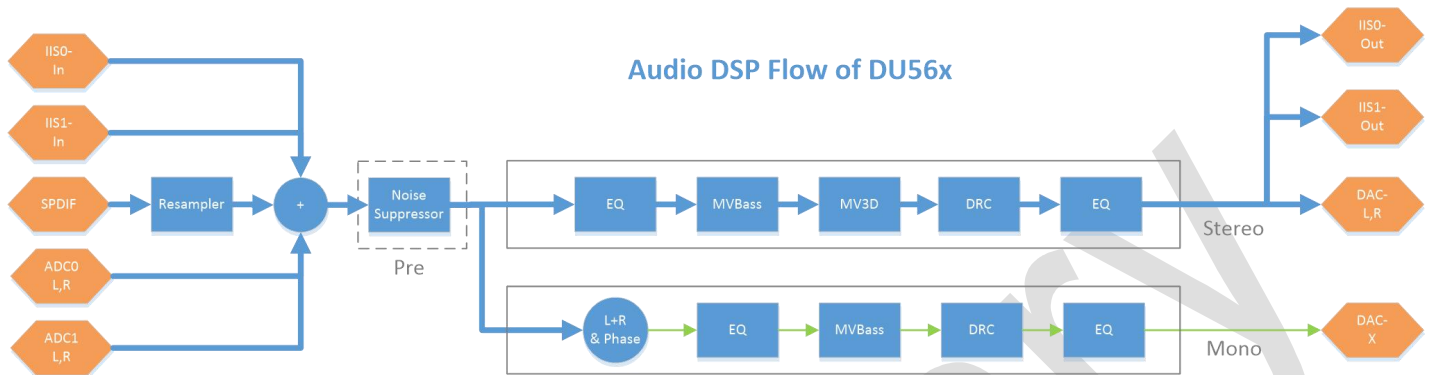 Audio DSP Flow of DU56x
IIS0-
In
IIS1-
In
SPDIF
Resampler
ADC0
L,R
ADC1
L,R
+
Noise
Suppressor
Pre
EQ
MVBass
MV3D
DRC
EQ
Stereo
L+R
& Phase
EQ
MVBass
DRC
EQ
Mono
IIS0-
Out
IIS1-
Out
DAC-
L,R
DAC-
X